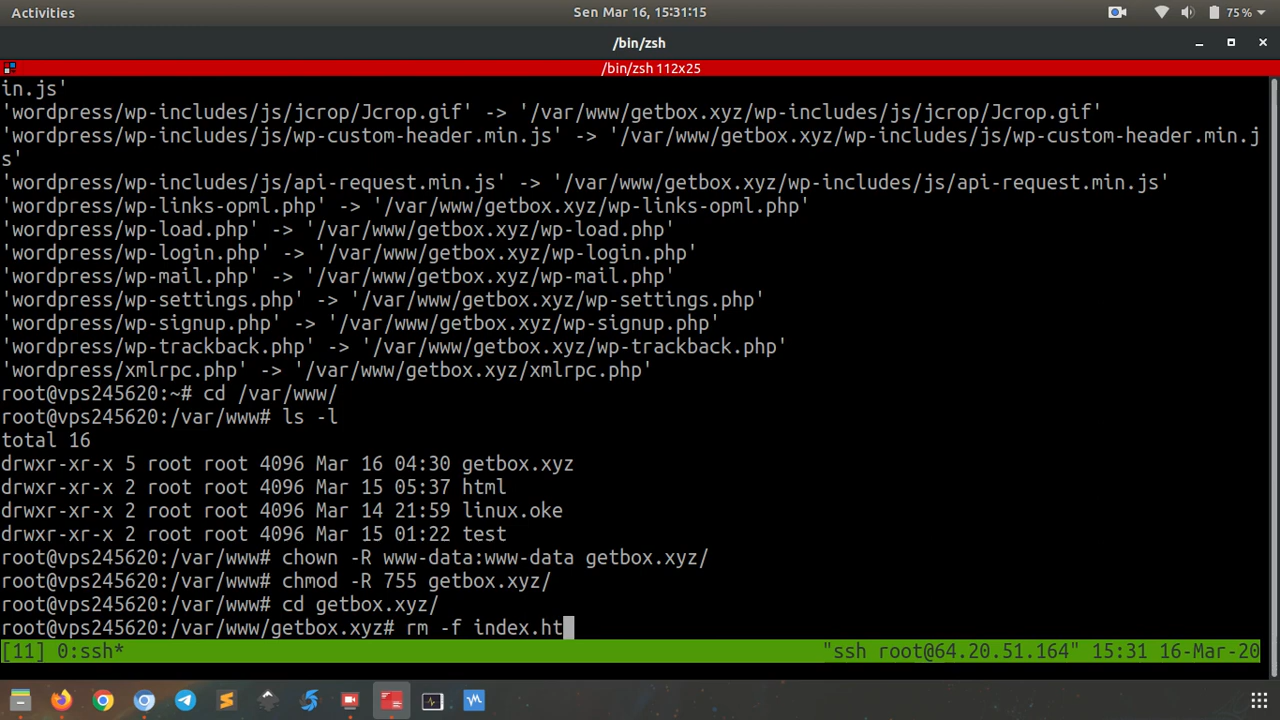 Activities
Sen Mar 16, 15:31:15
75%
/bin/zsh
/bin/zsh 112x25
in.js'
'wordpress/wp-includes/js/jcrop/Jcrop.gif' -> '/var/www/getbox.xyz/wp-includes/js/jcrop/Jcrop.gif'
'wordpress/wp-includes/js/wp-custom-header.min.js' -> '/var/www/getbox.xyz/wp-includes/js/wp-custom-header.min.j
s'
'wordpress/wp-includes/js/api-request.min.js' -> '/var/www/getbox.xyz/wp-includes/js/api-request.min.js'
'wordpress/wp-links-opml.php' -> '/var/www/getbox.xyz/wp-links-opml.php'
'wordpress/wp-load.php' -> '/var/www/getbox.xyz/wp-load.php'
'wordpress/wp-login.php' -> '/var/www/getbox.xyz/wp-login.php'
'wordpress/wp-mail.php' -> '/var/www/getbox.xyz/wp-mail.php'
'wordpress/wp-settings.php' -> '/var/www/getbox.xyz/wp-settings.php'
'wordpress/wp-signup.php' -> '/var/www/getbox.xyz/wp-signup.php'
'wordpress/wp-trackback.php' -> '/var/www/getbox.xyz/wp-trackback.php'
'wordpress/xmlrpc.php' -> '/var/www/getbox.xyz/xmlrpc.php'
root@vps245620:~# cd /var/www/
root@vps245620:/var/www# ls -l
total 16
drwxr-xr-x 5 root root 4096 Mar 16 04:30 getbox.xyz
drwxr-xr-x 2 root root 4096 Mar 15 05:37 html
drwxr-xr-x 2 root root 4096 Mar 14 21:59 linux.oke
drwxr-xr-x 2 root root 4096 Mar 15 01:22 test
root@vps245620:/var/www# chown -R www-data:www-data getbox.xyz/
root@vps245620:/var/www# chmod -R 755 getbox.xyz/
root@vps245620:/var/www# cd getbox.xyz/
root@vps245620:/var/www/getbox.xyz# rm -f index.ht
[11] 0:ssh* "ssh root@64.20.51.164" 15:31 16-Mar-20